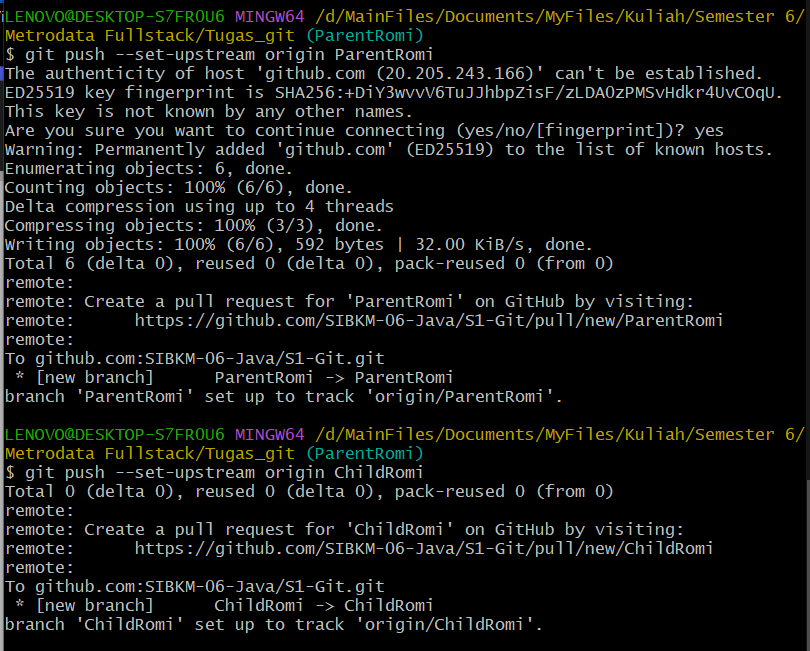 LENOVO@DESKTOP-S7FR0U6 MINGW64 /d/MainFiles/Documents/MyFiles/Kuliah/Semester 6/
Metrodata Fullstack/Tugas_git (ParentRomi)
$ git push --set-upstream origin ParentRomi
The authenticity of host 'github.com (20.205.243.166)' can't be established.
ED25519 key fingerprint is SHA256:+DiY3wvvV6TuJJhbpZisF/zLDA0zPMSvHdkr4UvCOqU.
This key is not known by any other names.
Are you sure you want to continue connecting (yes/no/[fingerprint])? yes
Warning: Permanently added 'github.com' (ED25519) to the list of known hosts.
Enumerating objects: 6, done.
Counting objects: 100% (6/6), done.
Delta compression using up to 4 threads
Compressing objects: 100% (3/3), done.
Writing objects: 100% (6/6), 592 bytes | 32.00 KiB/s, done.
Total 6 (delta 0), reused 0 (delta 0), pack-reused 0 (from 0)
remote:
remote: Create a pull request for 'ParentRomi' on GitHub by visiting:
remote:      https://github.com/SIBKM-06-Java/S1-Git/pull/new/ParentRomi
remote:
To github.com:SIBKM-06-Java/S1-Git.git
 * [new branch]      ParentRomi -> ParentRomi
branch 'ParentRomi' set up to track 'origin/ParentRomi'.
LENOVO@DESKTOP-S7FR0U6 MINGW64 /d/MainFiles/Documents/MyFiles/Kuliah/Semester 6/
Metrodata Fullstack/Tugas_git (ParentRomi)
$ git push --set-upstream origin ChildRomi
Total 0 (delta 0), reused 0 (delta 0), pack-reused 0 (from 0)
remote:
remote: Create a pull request for 'ChildRomi' on GitHub by visiting:
remote:      https://github.com/SIBKM-06-Java/S1-Git/pull/new/ChildRomi
remote:
To github.com:SIBKM-06-Java/S1-Git.git
 * [new branch]      ChildRomi -> ChildRomi
branch 'ChildRomi' set up to track 'origin/ChildRomi'.